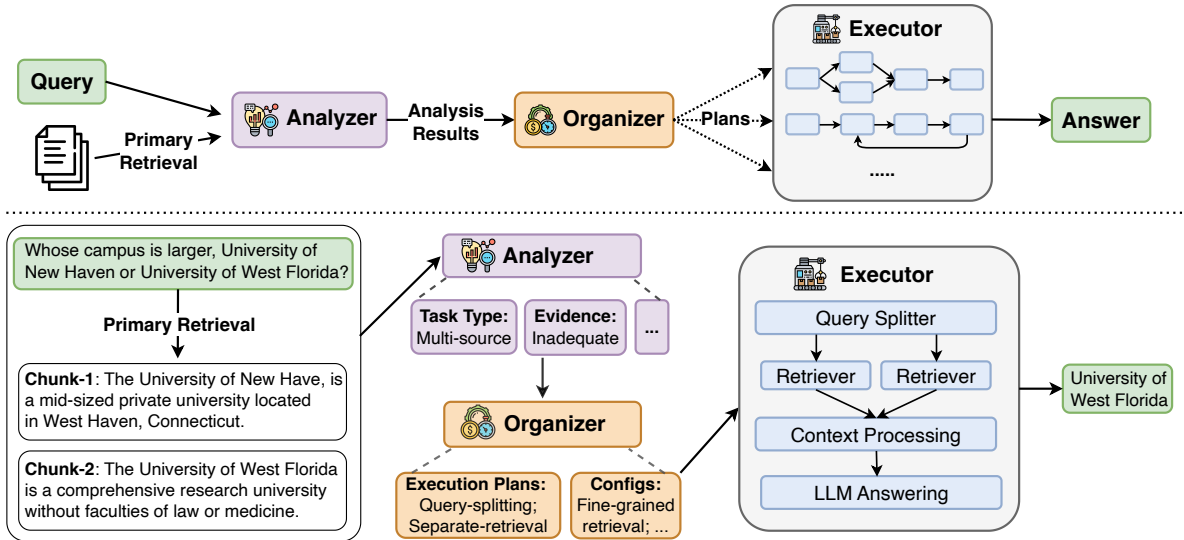 Query
Primary
Retrieval
Analyzer
Analysis
Results
Organizer
Plans
Executor
.....
Answer
Whose campus is larger, University of
New Haven or University of West Florida?
Primary Retrieval
Chunk-1: The University of New Have, is
a mid-sized private university located
in West Haven, Connecticut.
Chunk-2: The University of West Florida
is a comprehensive research university
without faculties of law or medicine.
Analyzer
Task Type:
Multi-source
Evidence:
Inadequate
...
Organizer
Execution Plans:
Query-splitting;
Separate-retrieval
Configs:
Fine-grained
retrieval; ...
Executor
Query Splitter
Retriever
Retriever
Context Processing
LLM Answering
University of
West Florida